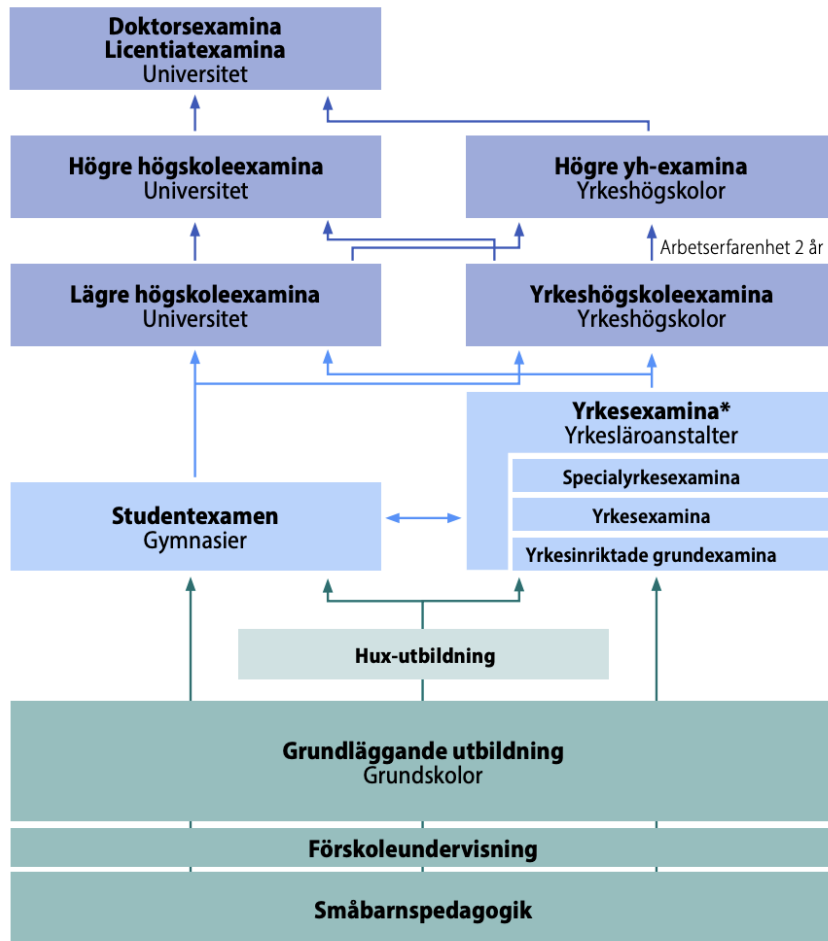 Doktorsexamina
Licentiatexamina
Universitet
Högre högskoleexamina
Universitet
Högre yh-examina
Yrkeshögskolor
Arbetserfarenhet 2 år
Lägre högskoleexamina
Universitet
Yrkeshögskoleexamina
Yrkeshögskolor
Yrkesexamina*
Yrkesläroanstalter
Specialyrkesexamina
Yrkesexamina
Yrkesinriktade grundexamina
Studentexamen
Gymnasier
Hux-utbildning
Grundläggande utbildning
Grundskolor
Förskoleundervisning
Småbarnspedagogik